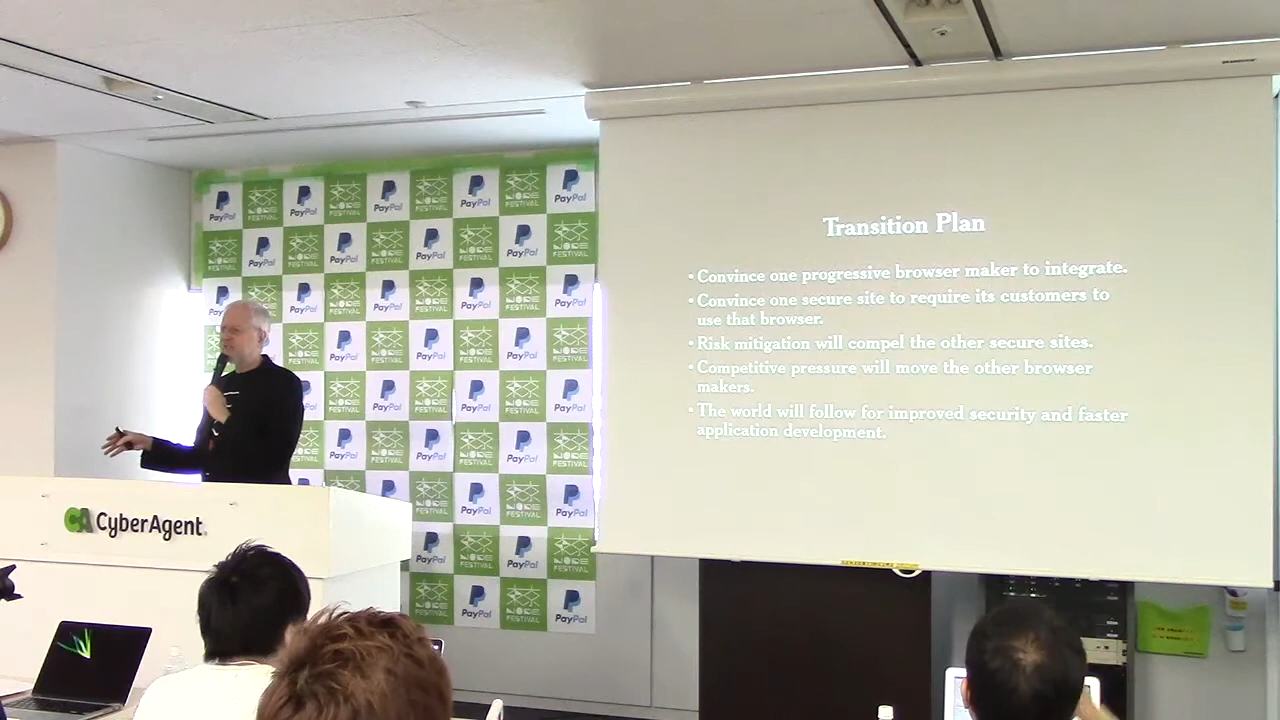 Transition Plan
• Convince one progressive browser maker to integrate.
• Convince one secure site to require its customers to
use that browser.
• Risk mitigation will compel the other secure sites.
• Competitive pressure will move the other browser
makers.
• The world will follow for improved security and faster
application development.
CA CyberAgent
PayPal
NODE
FESTIVAL